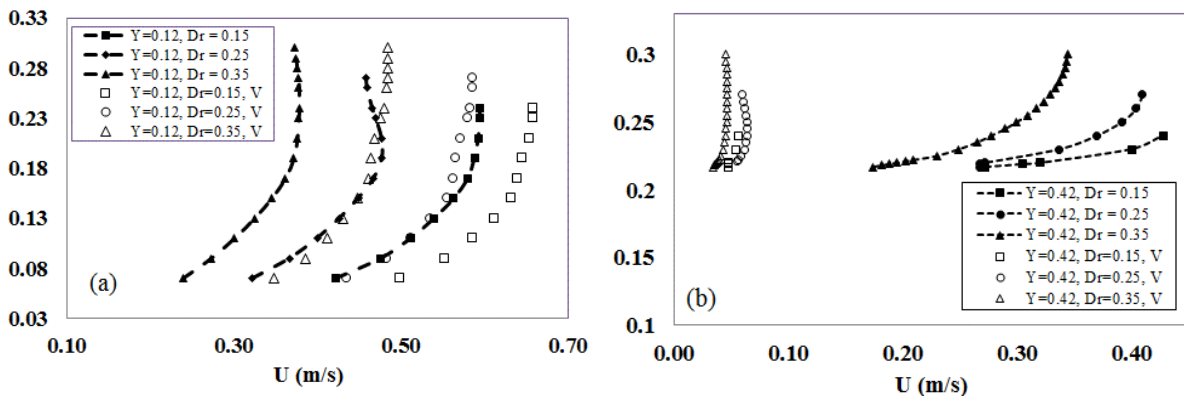 0.33
0.28
0.23
0.18
0.13
0.08
0.03
Y=0.12, Dr = 0.15
Y=0.12, Dr = 0.25
Y=0.12, Dr = 0.35
Y=0.12, Dr=0.15, V
Y=0.12, Dr=0.25, V
Y=0.12, Dr=0.35, V
(a)
0.10 0.30 0.50 0.70
U (m/s)
0.3
0.25
0.2
0.15
0.1
Y=0.42, Dr = 0.15
Y=0.42, Dr = 0.25
Y=0.42, Dr = 0.35
Y=0.42, Dr=0.15, V
Y=0.42, Dr=0.25, V
Y=0.42, Dr=0.35, V
(b)
0.00 0.10 0.20 0.30 0.40
U (m/s)